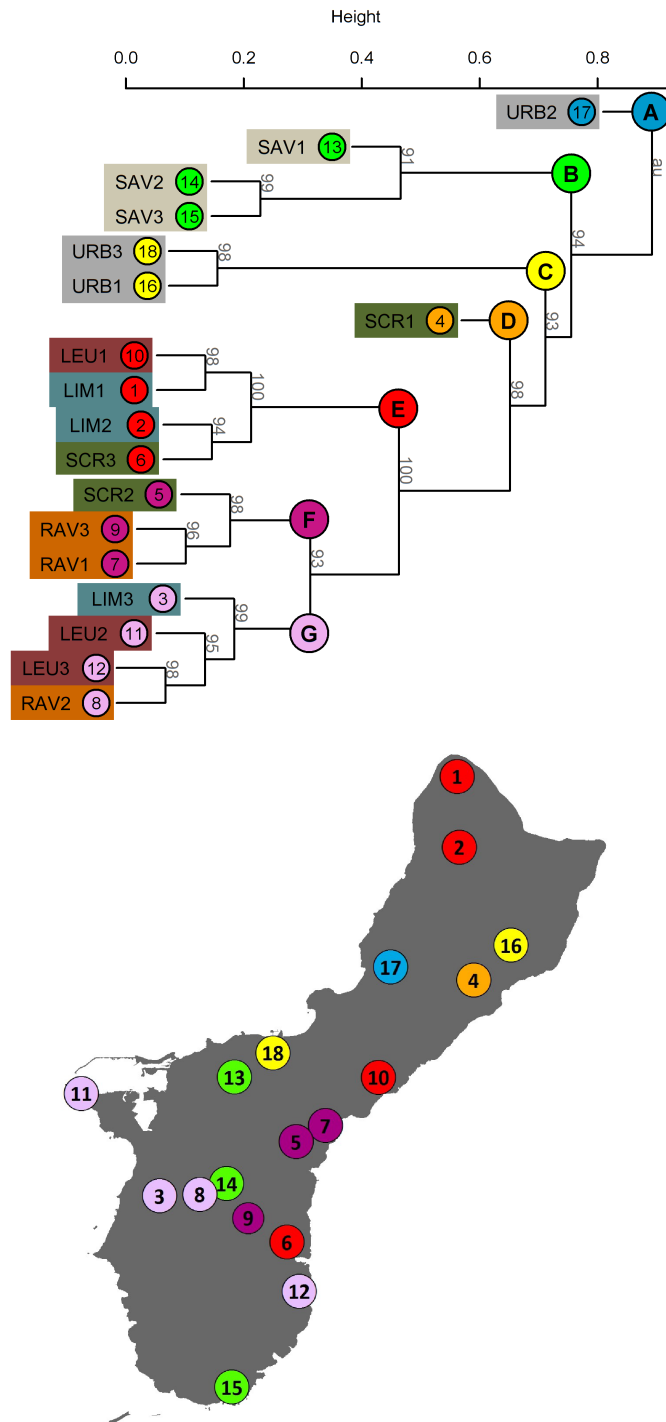 Height
0.0 0.2 0.4 0.6 0.8
URB2 17 A
au
SAV1 13
91
B
SAV2 14
99
SAV3 15
94
URB3 18
98
C
URB1 16
SCR1 4 D
93
LEU1 10
98
98
LIM1 1
100
E
LIM2 2
94
SCR3 6
100
SCR2 5
98
F
RAV3 9
96
RAV1 7
93
LIM3 3
99
LEU2 11
95
G
LEU3 12
98
RAV2 8
1
2
16
17
4
18
13
10
11
7
5
14
3
8
9
6
12
15